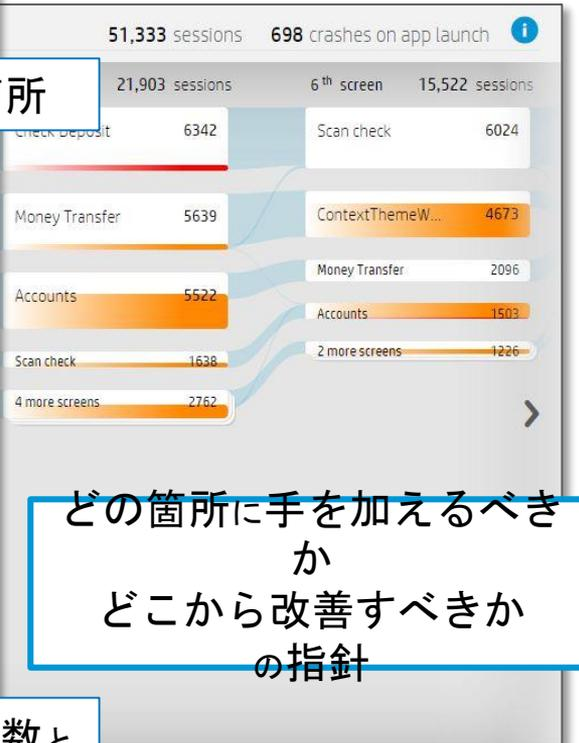 51,333 sessions 698 crashes on app launch i
所
21,903 sessions 6th screen 15,522 sessions
Check Deposit 6342 Scan check 6024
Money Transfer 5639 ContextThemeW... 4673
Money Transfer 2096
Accounts 5522
Accounts 1503
Scan check 1638
2 more screens 1226
4 more screens 2762
どの箇所に手を加えるべき
か
どこから改善すべきか
の指針
数と